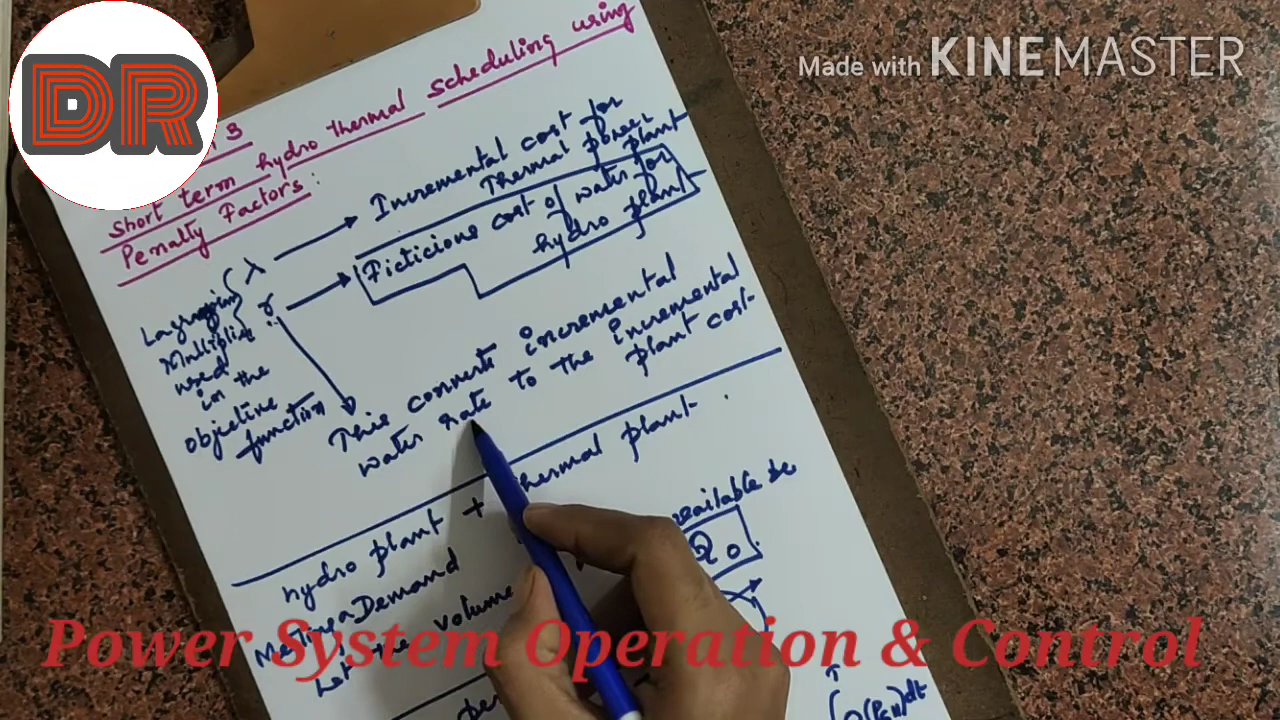 DR
Made with KINEMASTER
3
Short term hydro thermal scheduling using
Penalty Factors:
λ → Incremental cost for
Thermal power plant
γ → Ficticious cost of water for
hydro plant
Multiplier
used
in the
objective
function
This converts incremental
water rate to the incremental
plant cost
hydro plant + thermal plant.
Demand
volume
available be
Q0.
Power System Operation & Control